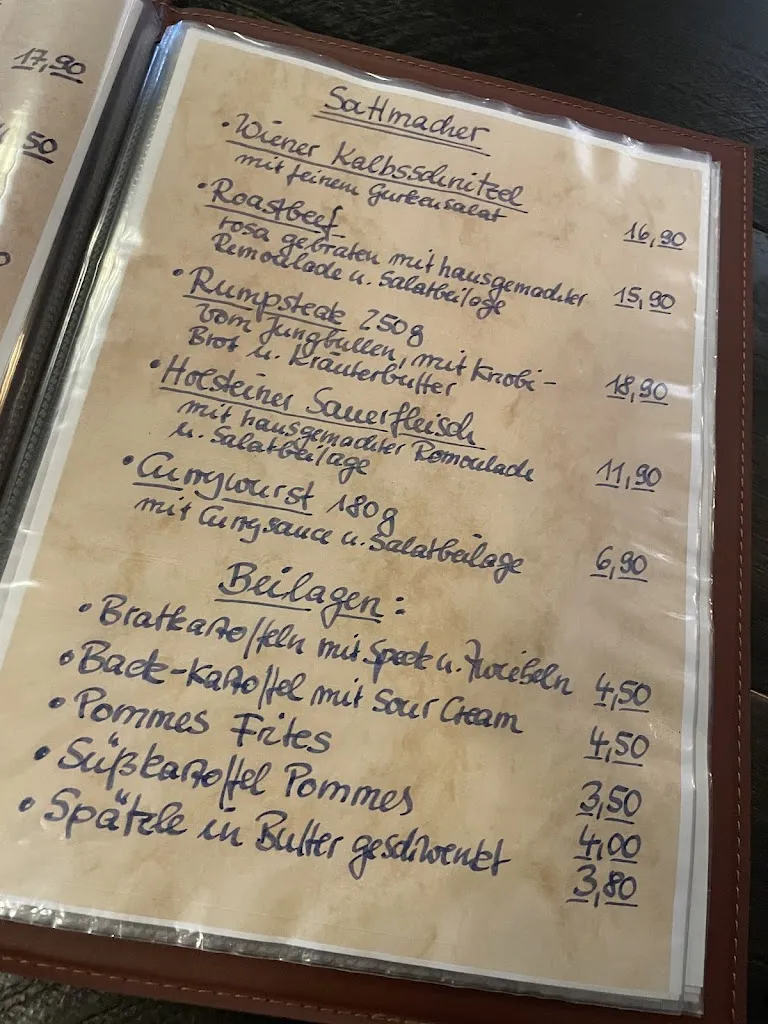 17,90
50
Sattmacher
• Wiener Kalbsschnitzel
mit feinem Gurkensalat 16,90
• Roastbeef
rosa gebraten mit hausgemachter
Remoulade u. Salatbeilage 15,90
• Rumpsteak 250g
vom Jungbullen, mit Knobi-
Brot u. Kräuterbutter 18,90
• Holsteiner Sauerfleisch
mit hausgemachter Remoulade
u. Salatbeilage 11,90
• Currywurst 180g
mit Currysauce u. Salatbeilage 6,90
Beilagen:
• Bratkartoffeln mit Speck u. Zwiebeln 4,50
• Back-Kartoffel mit Sour Cream 4,50
• Pommes Frites 3,50
• Süßkartoffel Pommes 4,00
• Spätzle in Butter geschwenkt 3,80